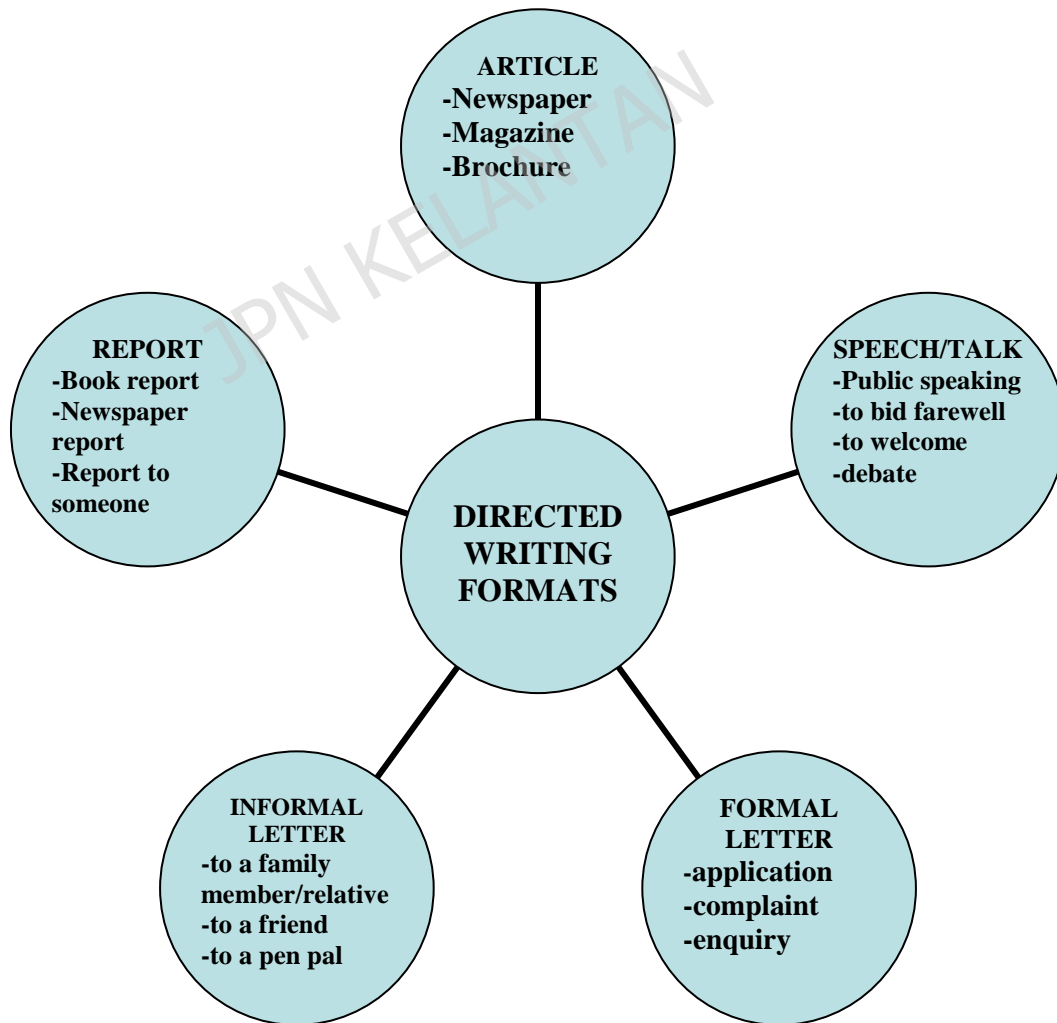 ARTICLE
-Newspaper
-Magazine
-Brochure
JPN KELANTAN
REPORT
-Book report
-Newspaper
report
-Report to
someone
SPEECH/TALK
-Public speaking
-to bid farewell
-to welcome
-debate
DIRECTED
WRITING
FORMATS
INFORMAL
LETTER
-to a family
member/relative
-to a friend
-to a pen pal
FORMAL
LETTER
-application
-complaint
-enquiry